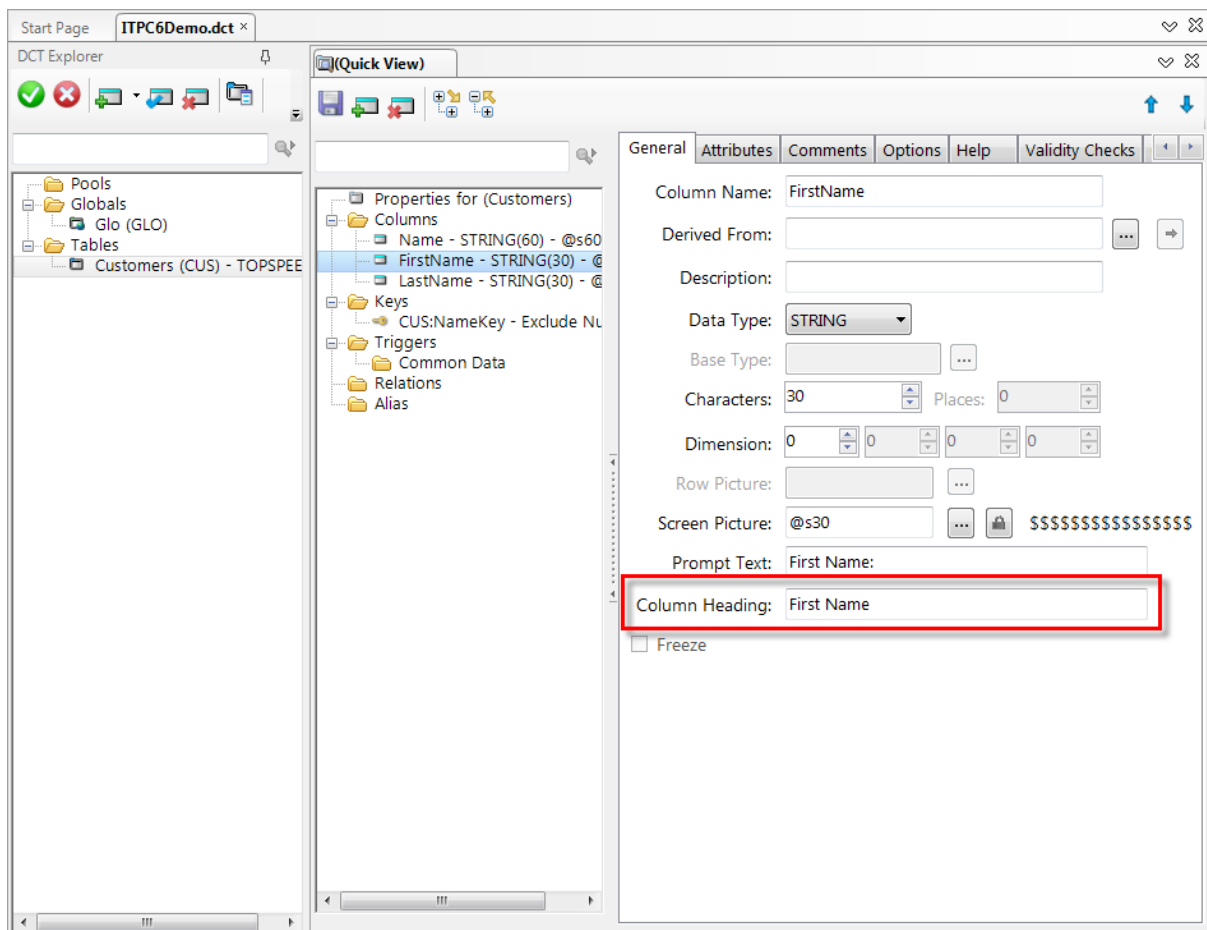 Start Page ITPC6Demo.dct ×
DCT Explorer
(Quick View)
Pools
Globals
Glo (GLO)
Tables
Customers (CUS) - TOPSPEE
Properties for (Customers)
Columns
Name - STRING(60) - @s60
FirstName - STRING(30) - @
LastName - STRING(30) - @
Keys
CUS:NameKey - Exclude Nu
Triggers
Common Data
Relations
Alias
General Attributes Comments Options Help Validity Checks
Column Name: FirstName
Derived From: ...
Description:
Data Type: STRING
Base Type: ...
Characters: 30 Places: 0
Dimension: 0 0 0 0
Row Picture: ...
Screen Picture: @s30 ... $$$$$$$$$$$$$$$$
Prompt Text: First Name:
Column Heading: First Name
Freeze